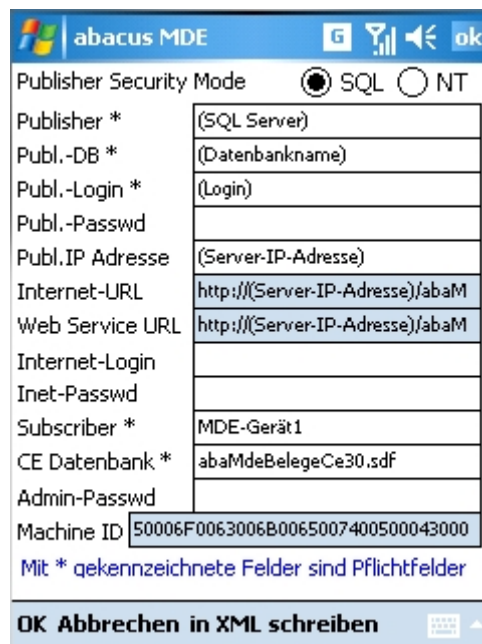 abacus MDE G ok
Publisher Security Mode SQL NT
Publisher * (SQL Server)
Publ.-DB * (Datenbankname)
Publ.-Login * (Login)
Publ.-Passwd
Publ.IP Adresse (Server-IP-Adresse)
Internet-URL http://(Server-IP-Adresse)/abaM
Web Service URL http://(Server-IP-Adresse)/abaM
Internet-Login
Inet-Passwd
Subscriber * MDE-Gerät1
CE Datenbank * abaMdeBelegeCe30.sdf
Admin-Passwd
Machine ID 50006F0063006B0065007400500043000
Mit * gekennzeichnete Felder sind Pflichtfelder
OK Abbrechen in XML schreiben